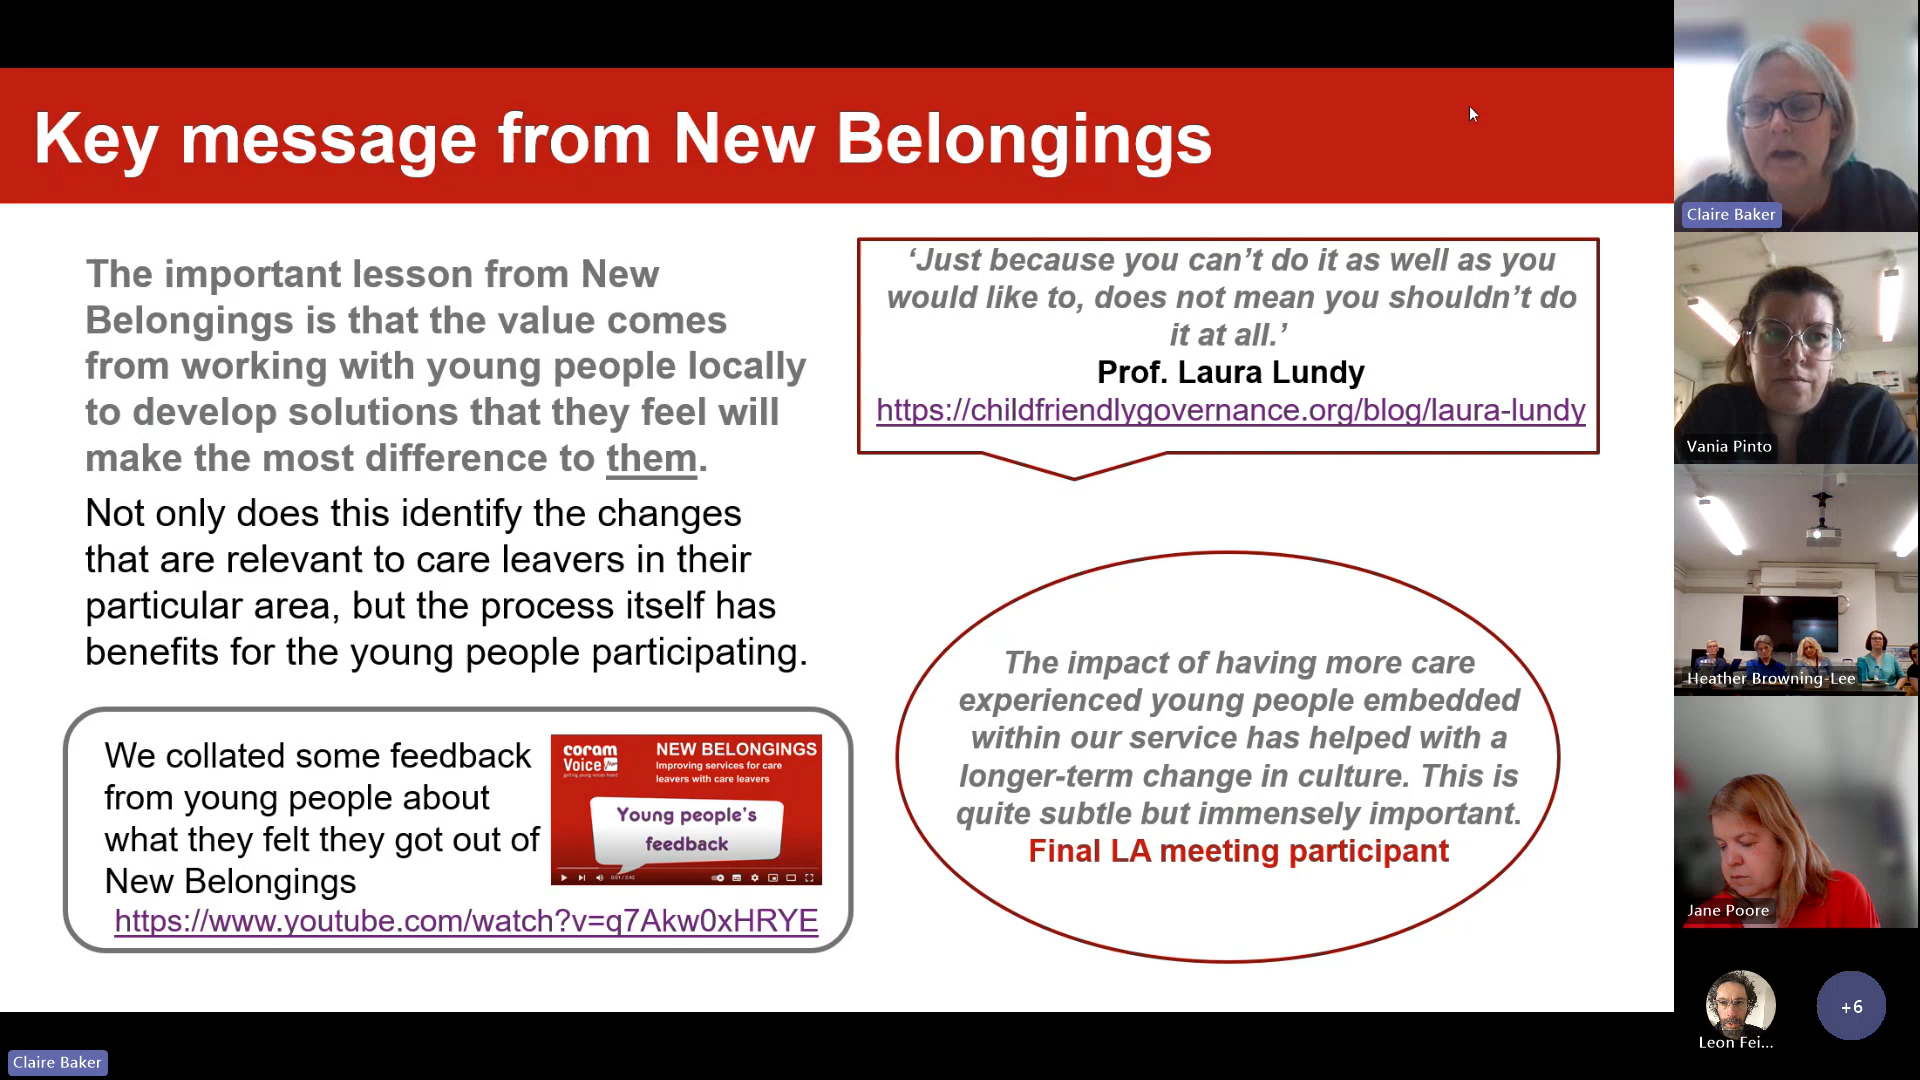 Key message from New Belongings
The important lesson from New
Belongings is that the value comes
from working with young people locally
to develop solutions that they feel will
make the most difference to them.
Not only does this identify the changes
that are relevant to care leavers in their
particular area, but the process itself has
benefits for the young people participating.
We collated some feedback
from young people about
what they felt they got out of
New Belongings
https://www.youtube.com/watch?v=q7Akw0xHRYE
coram
Voice
getting young voices heard
NEW BELONGINGS
Improving services for care
leavers with care leavers
Young people's
feedback
0:01 / 2:42
‘Just because you can’t do it as well as you
would like to, does not mean you shouldn’t do
it at all.’
Prof. Laura Lundy
https://childfriendlygovernance.org/blog/laura-lundy
The impact of having more care
experienced young people embedded
within our service has helped with a
longer-term change in culture. This is
quite subtle but immensely important.
Final LA meeting participant
Claire Baker
Vania Pinto
Heather Browning-Lee
Jane Poore
Leon Fei...
+6
Claire Baker